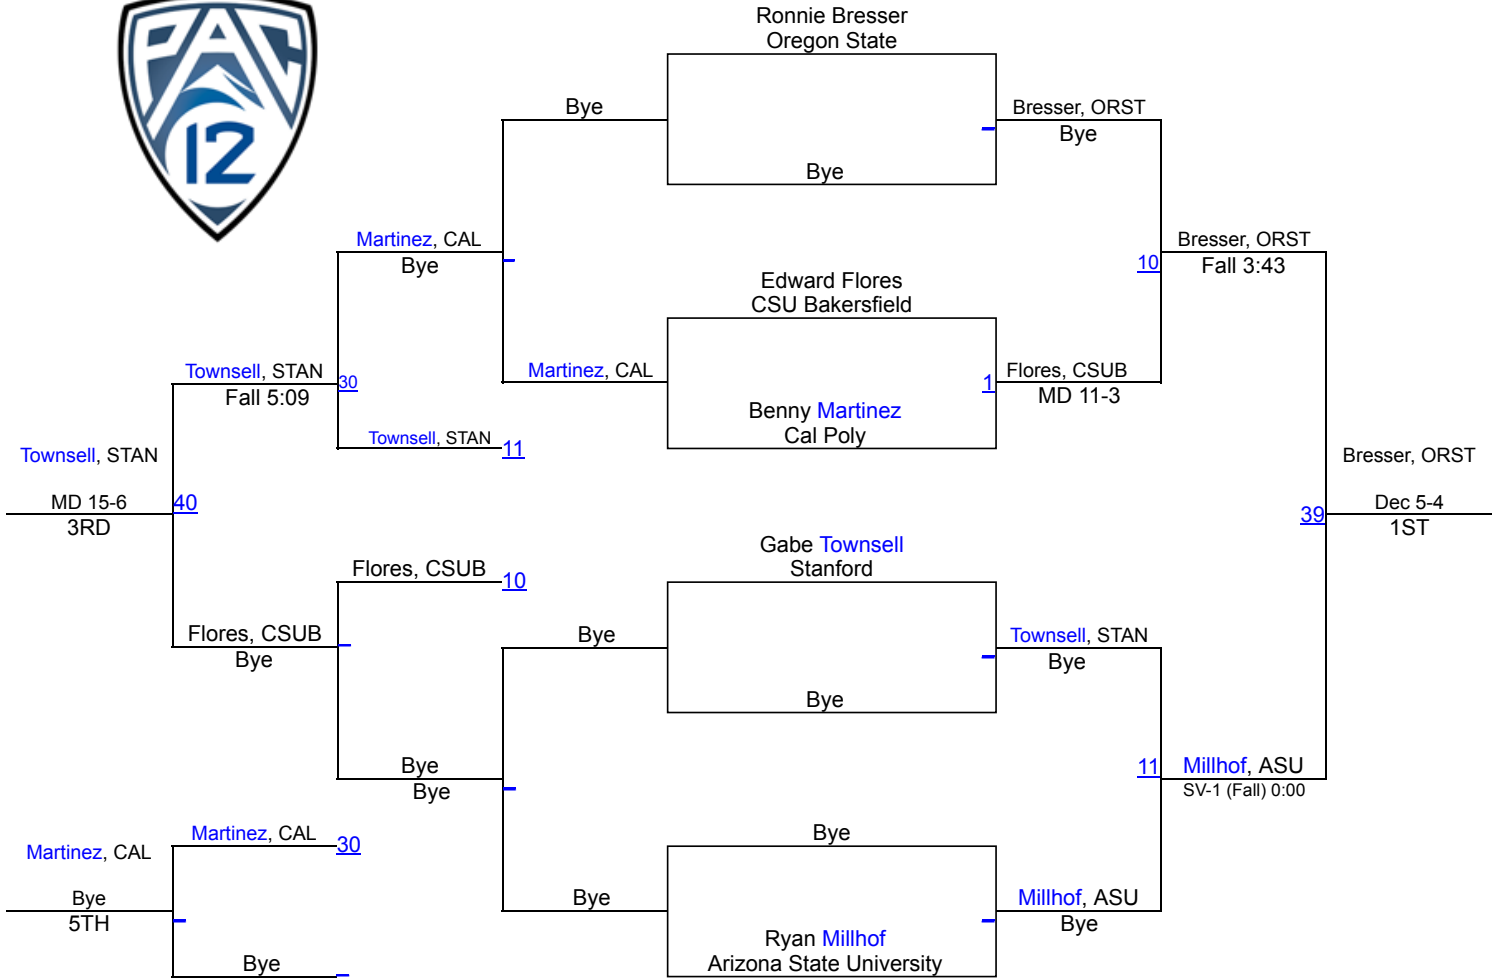 PAC
12
Ronnie Bresser
Oregon State
Bye
Bresser, ORST
Bye
Bye
Martinez, CAL
Bye
Bresser, ORST
10
Fall 3:43
Edward Flores
CSU Bakersfield
Townsell, STAN
30
Fall 5:09
Martinez, CAL
1
Flores, CSUB
MD 11-3
Benny Martinez
Cal Poly
Townsell, STAN
11
Townsell, STAN
MD 15-6
40
3RD
Bresser, ORST
39
Dec 5-4
1ST
Gabe Townsell
Stanford
Flores, CSUB
10
Flores, CSUB
Bye
Bye
Townsell, STAN
Bye
Bye
Bye
Bye
11
Millhof, ASU
SV-1 (Fall) 0:00
Martinez, CAL
30
Martinez, CAL
Bye
5TH
Bye
Bye
Bye
Millhof, ASU
Bye
Ryan Millhof
Arizona State University